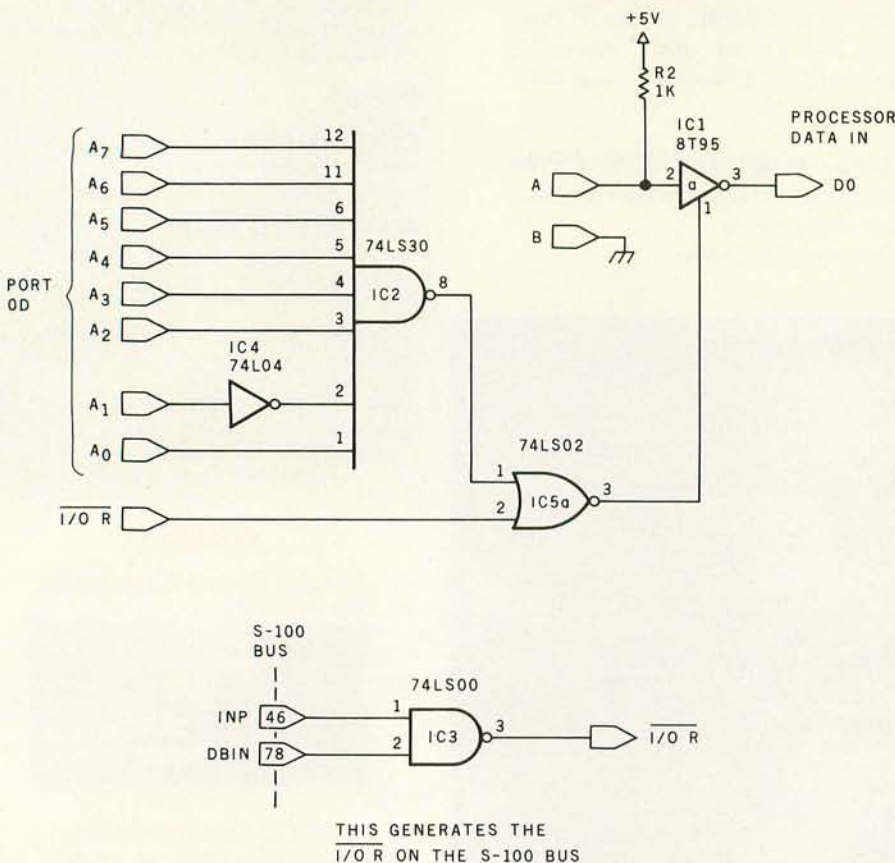 +5V
R2
1K
PROCESSOR
DATA IN
IC1
8T95
A
2
a
3
1
D0
B
PORT
0D
A7
12
A6
11
A5
6
A4
5
74LS30
A3
4
IC2
8
A2
3
IC4
74L04
A1
2
A0
1
74LS02
1
I/O R
2
IC5a
3
S-100
BUS
74LS00
INP
46
1
IC3
3
I/O R
DBIN
78
2
THIS GENERATES THE
I/O R ON THE S-100 BUS